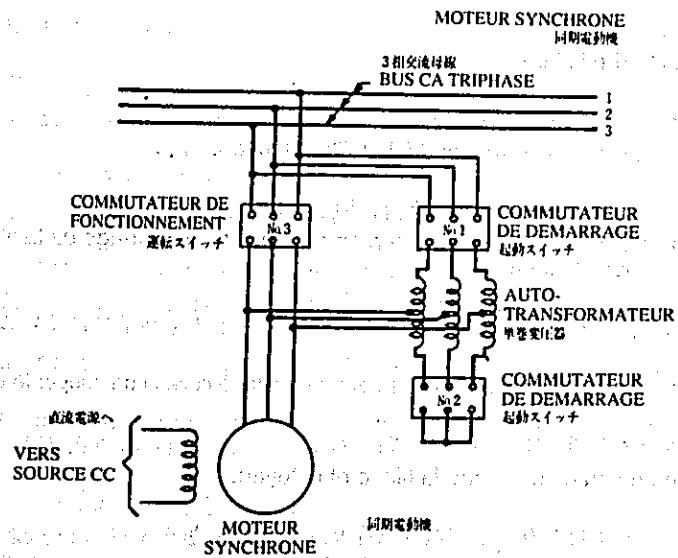 MOTEUR SYNCHRONE
同期電動機
3相交流母線
BUS CA TRIPHASE
1
2
3
COMMUTATEUR DE
FONCTIONNEMENT
運転スイッチ
No.3
No.1
COMMUTATEUR
DE DEMARRAGE
起動スイッチ
AUTO-
TRANSFORMATEUR
単巻変圧器
No.2
COMMUTATEUR
DE DEMARRAGE
起動スイッチ
直流電源へ
VERS
SOURCE CC
MOTEUR
SYNCHRONE
同期電動機